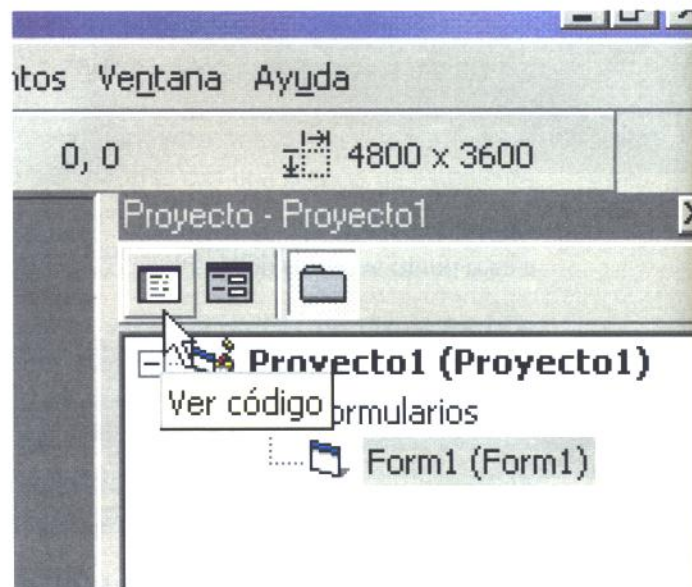 ntos Ventana Ayuda
0, 0 4800 x 3600
Proyecto - Proyecto1
Proyecto1 (Proyecto1)
Ver código
ormularios
Form1 (Form1)